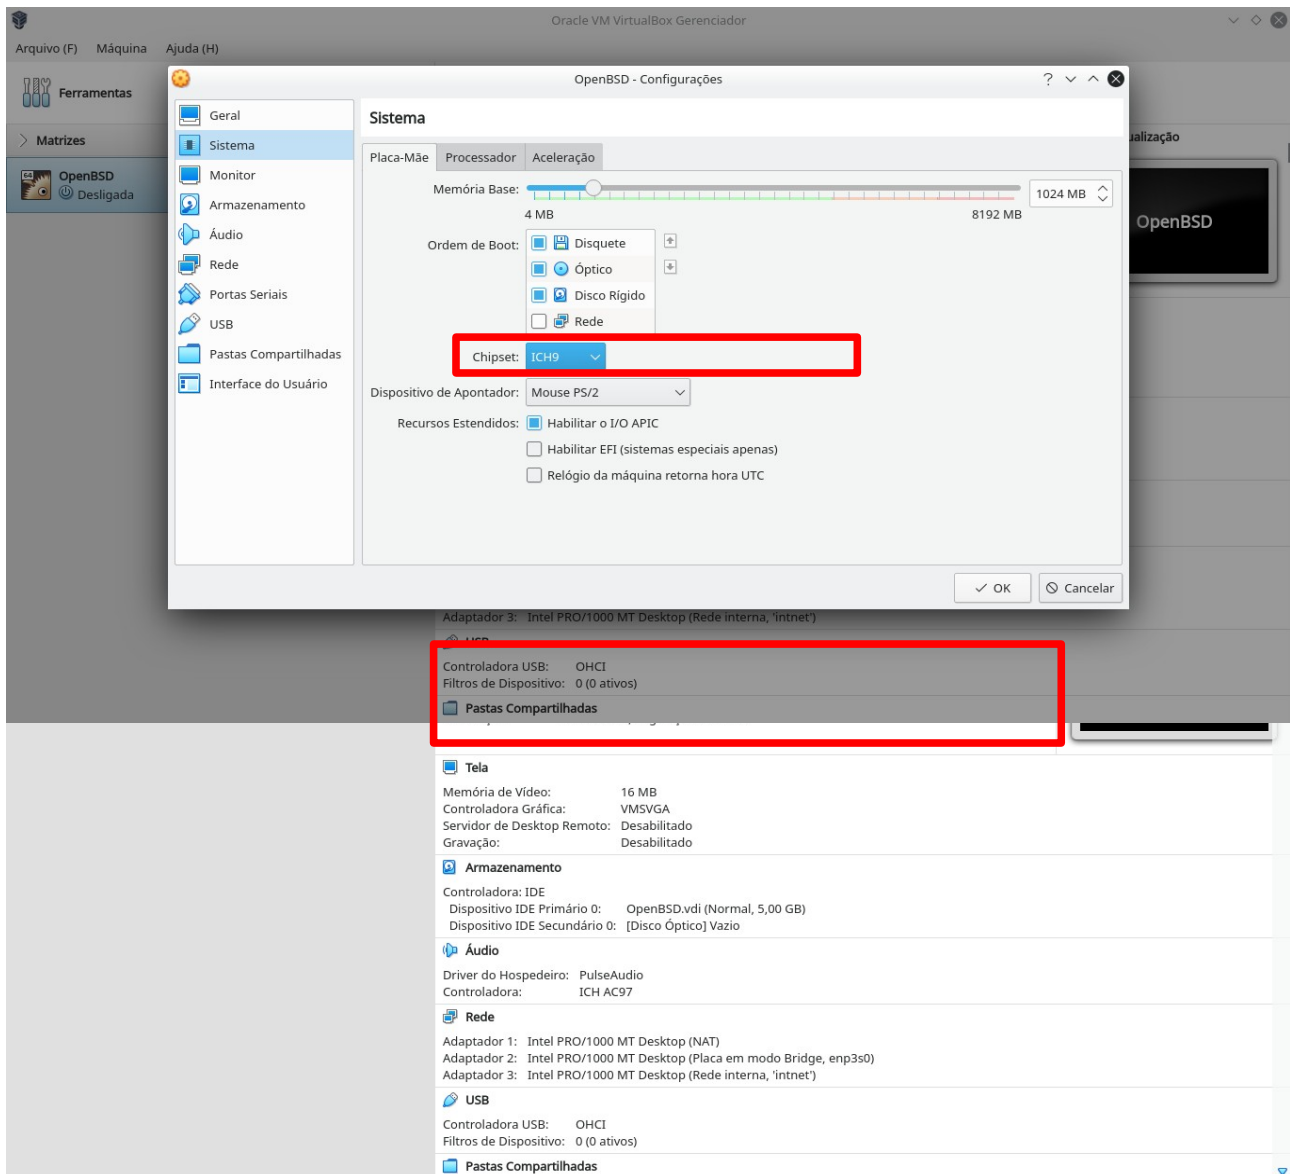 Oracle VM VirtualBox Gerenciador
Arquivo (F) Máquina Ajuda (H)
Ferramentas
Matrizes
64
OpenBSD
Desligada
OpenBSD - Configurações
?
Geral
Sistema
Monitor
Armazenamento
Áudio
Rede
Portas Seriais
USB
Pastas Compartilhadas
Interface do Usuário
Sistema
Placa-Mãe Processador Aceleração
Memória Base: 1024 MB
4 MB 8192 MB
Ordem de Boot: Disquete
Óptico
Disco Rígido
Rede
Chipset: ICH9
Dispositivo de Apontador: Mouse PS/2
Recursos Estendidos: Habilitar o I/O APIC
Habilitar EFI (sistemas especiais apenas)
Relógio da máquina retorna hora UTC
OK Cancelar
ualização
OpenBSD
Adaptador 3: Intel PRO/1000 MT Desktop (Rede interna, 'intnet')
USB
Controladora USB: OHCI
Filtros de Dispositivo: 0 (0 ativos)
Pastas Compartilhadas
Tela
Memória de Vídeo: 16 MB
Controladora Gráfica: VMSVGA
Servidor de Desktop Remoto: Desabilitado
Gravação: Desabilitado
Armazenamento
Controladora: IDE
Dispositivo IDE Primário 0: OpenBSD.vdi (Normal, 5,00 GB)
Dispositivo IDE Secundário 0: [Disco Óptico] Vazio
Áudio
Driver do Hospedeiro: PulseAudio
Controladora: ICH AC97
Rede
Adaptador 1: Intel PRO/1000 MT Desktop (NAT)
Adaptador 2: Intel PRO/1000 MT Desktop (Placa em modo Bridge, enp3s0)
Adaptador 3: Intel PRO/1000 MT Desktop (Rede interna, 'intnet')
USB
Controladora USB: OHCI
Filtros de Dispositivo: 0 (0 ativos)
Pastas Compartilhadas